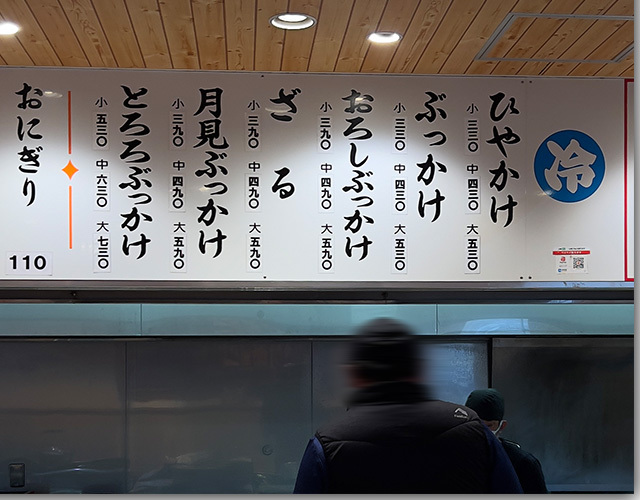 冷
ひやかけ
小 三三〇 中 四三〇 大 五三〇
ぶっかけ
小 三三〇 中 四三〇 大 五三〇
おろしぶっかけ
小 三九〇 中 四九〇 大 五九〇
ざる
小 三九〇 中 四九〇 大 五九〇
月見ぶっかけ
小 三九〇 中 四九〇 大 五九〇
とろろぶっかけ
小 五三〇 中 六三〇 大 七三〇
おにぎり
110